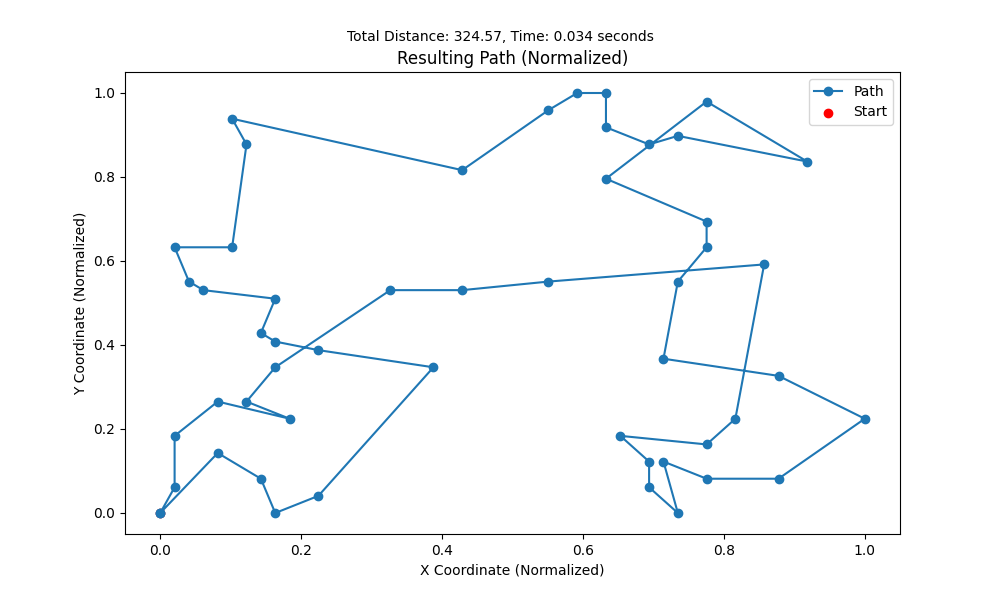 Total Distance: 324.57, Time: 0.034 seconds
Resulting Path (Normalized)
Path
Start
Y Coordinate (Normalized)
1.0
0.8
0.6
0.4
0.2
0.0
0.0 0.2 0.4 0.6 0.8 1.0
X Coordinate (Normalized)